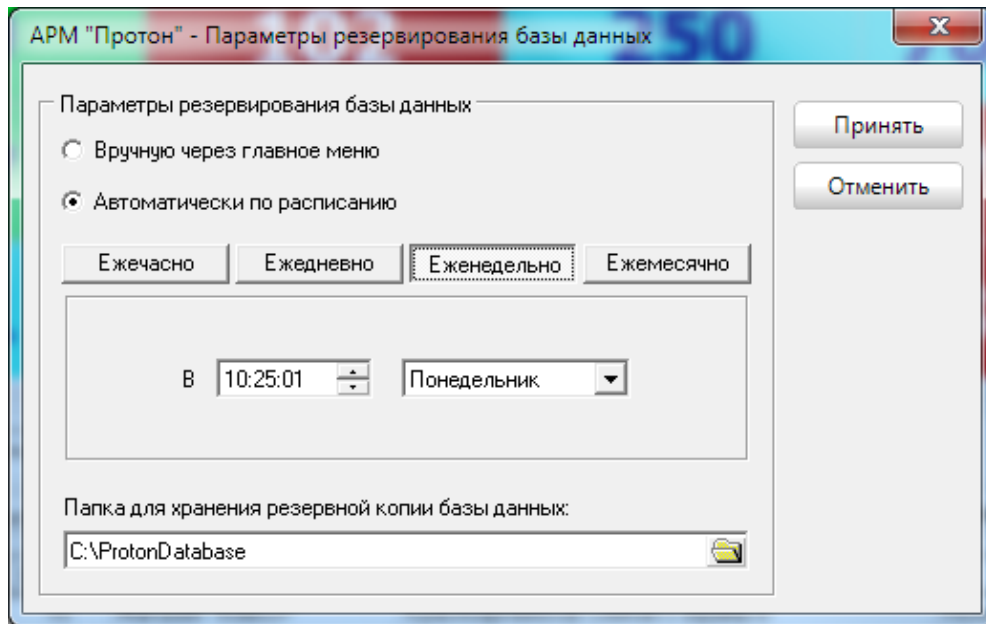 АРМ "Протон" - Параметры резервирования базы данных
250
Параметры резервирования базы данных
Принять
Вручную через главное меню
Отменить
Автоматически по расписанию
Ежечасно Ежедневно Еженедельно Ежемесячно
В 10:25:01 Понедельник
Папка для хранения резервной копии базы данных:
C:\ProtonDatabase